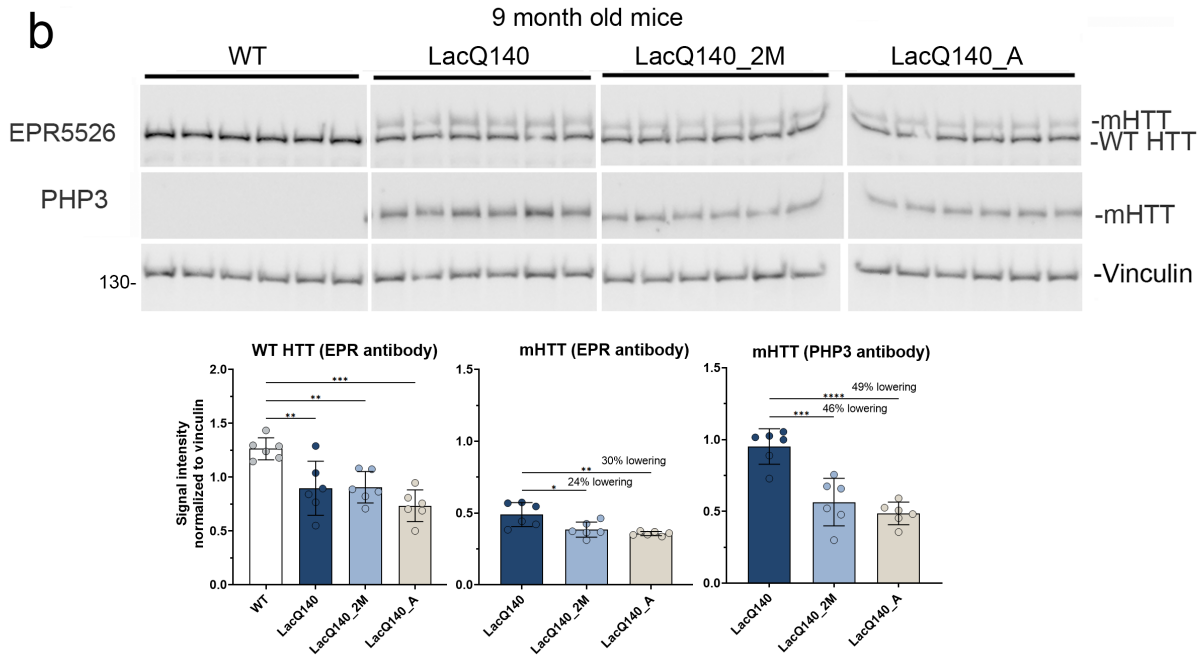 b
9 month old mice
WT LacQ140 LacQ140_2M LacQ140_A
EPR5526
-mHTT
-WT HTT
PHP3
-mHTT
130-
-Vinculin
WT HTT (EPR antibody)
Signal intensity
normalized to vinculin
2.0
1.5
1.0
0.5
0.0
***
**
**
WT LacQ140 LacQ140_2M LacQ140_A
mHTT (EPR antibody)
1.5
1.0
0.5
0.0
30% lowering
**
24% lowering
*
LacQ140 LacQ140_2M LacQ140_A
mHTT (PHP3 antibody)
1.5
1.0
0.5
0.0
49% lowering
****
46% lowering
***
LacQ140 LacQ140_2M LacQ140_A